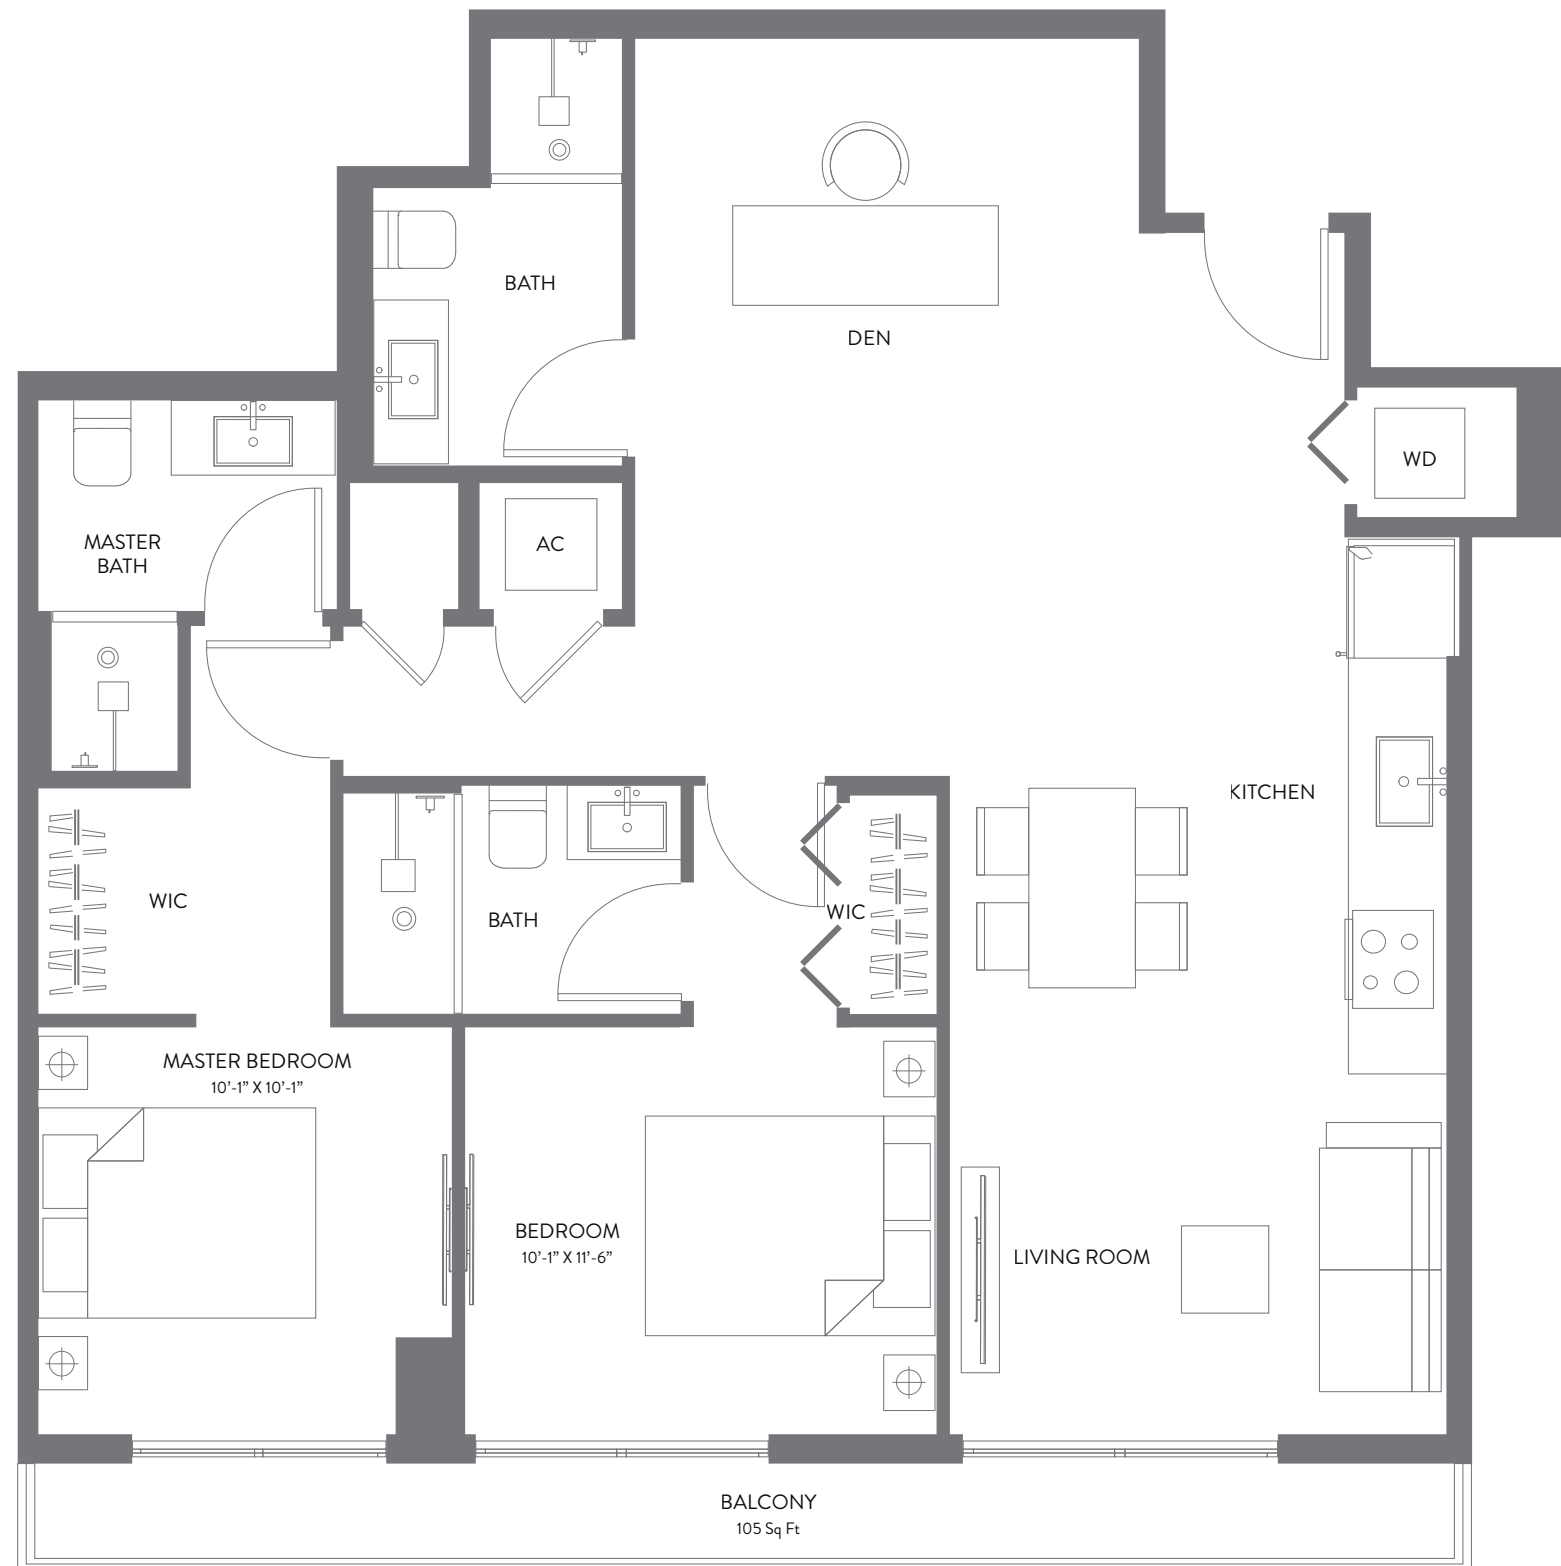 BATH
DEN
WD
MASTER
BATH
AC
KITCHEN
WIC
BATH
WIC
MASTER BEDROOM
10'-1" X 10'-1"
BEDROOM
10'-1" X 11'-6"
LIVING ROOM
BALCONY
105 Sq Ft